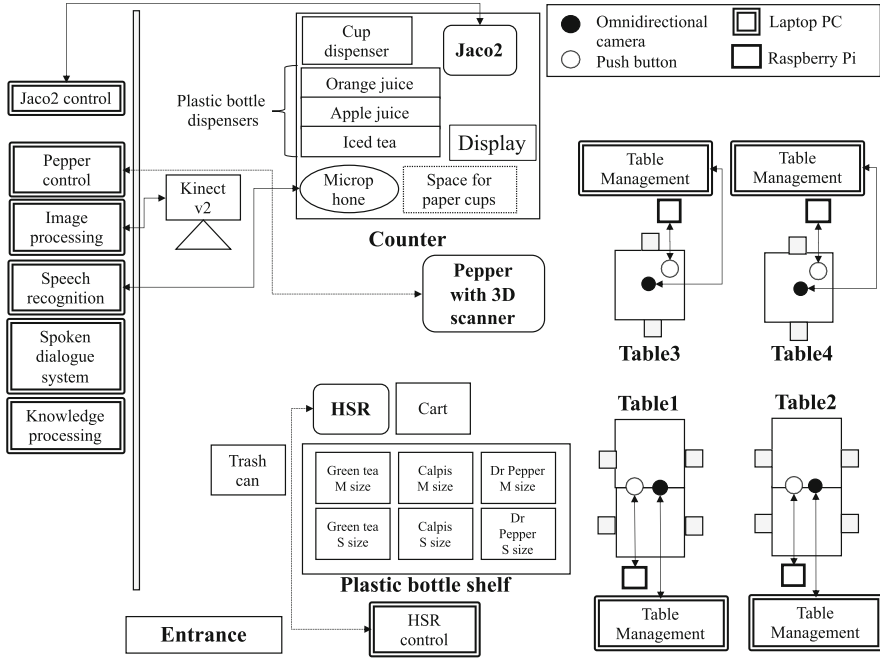 Cup
dispenser
Jaco2
Omnidirectional
camera
Push button
Laptop PC
Raspberry Pi
Jaco2 control
Plastic bottle
dispensers
Orange juice
Apple juice
Iced tea
Display
Pepper
control
Kinect
v2
Microp
hone
Space for
paper cups
Counter
Image
processing
Speech
recognition
Spoken
dialogue
system
Knowledge
processing
Pepper
with 3D
scanner
Table
Management
Table
Management
Table3
Table4
HSR
Cart
Trash
can
Green tea
M size
Calpis
M size
Dr Pepper
M size
Green tea
S size
Calpis
S size
Dr
Pepper
S size
Plastic bottle shelf
Table1
Table2
Entrance
HSR
control
Table
Management
Table
Management